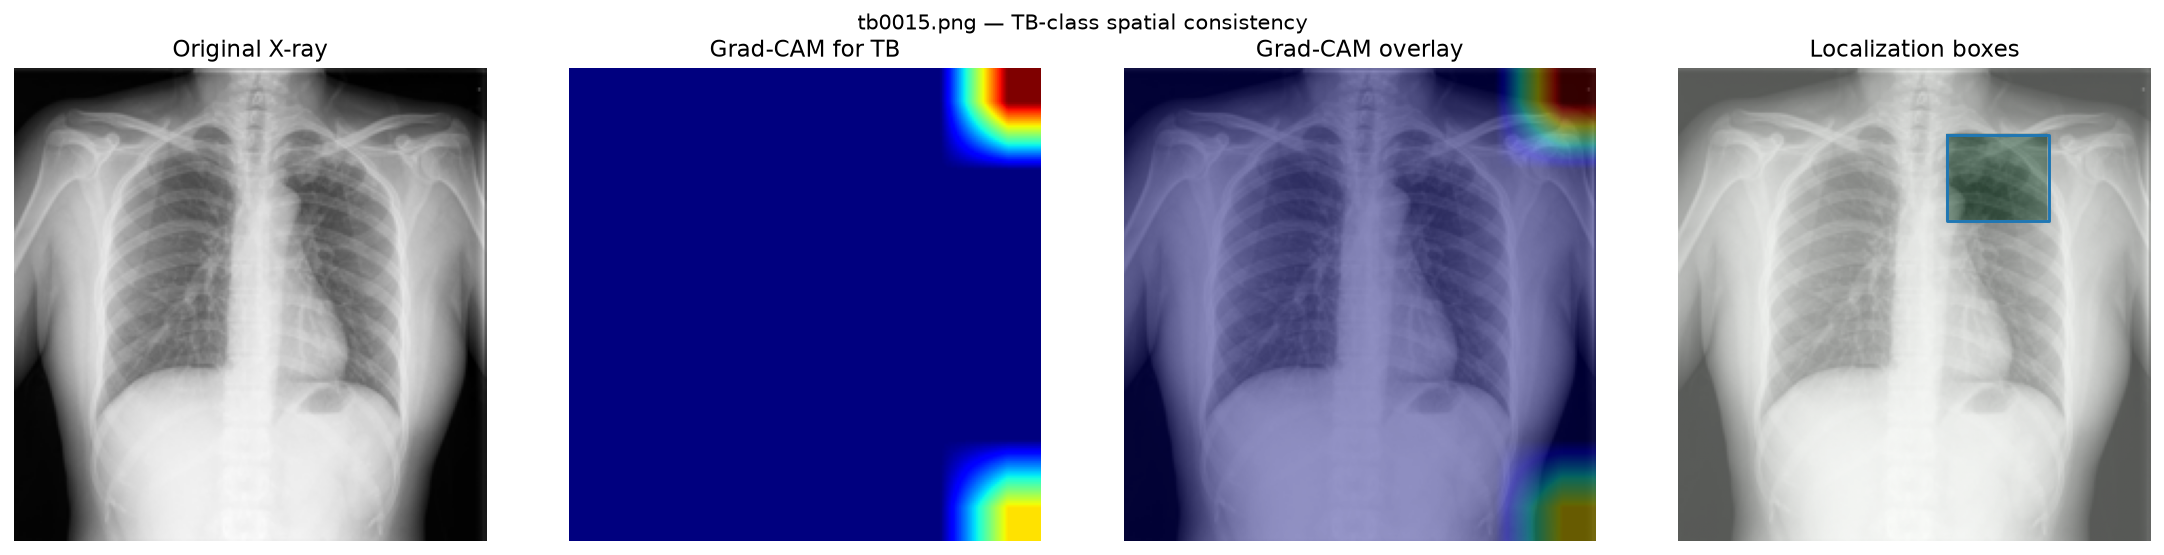 tb0015.png — TB-class spatial consistency
Original X-ray
Grad-CAM for TB
Grad-CAM overlay
Localization boxes